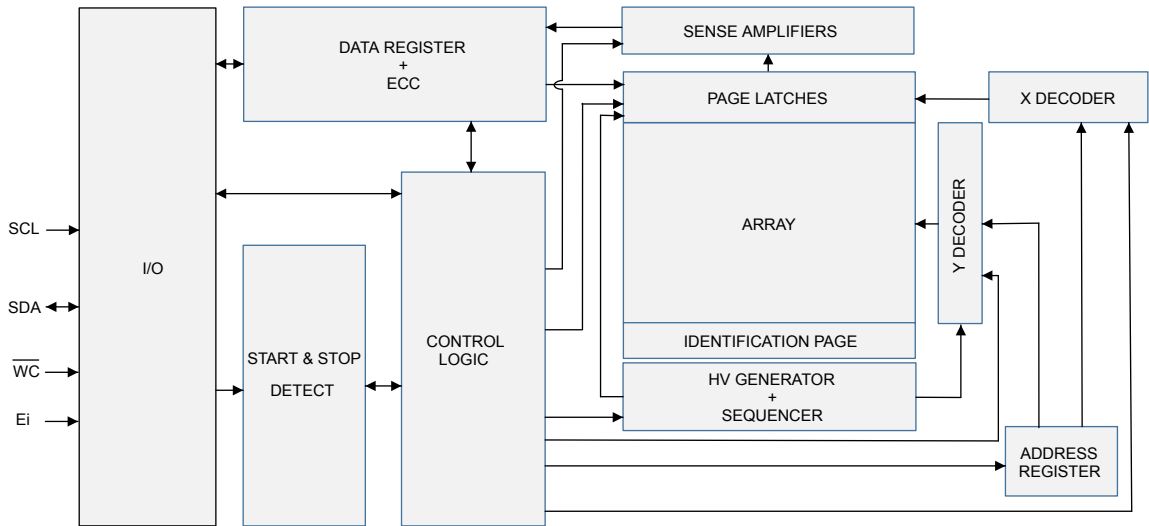 DATA REGISTER
+
ECC
SENSE AMPLIFIERS
PAGE LATCHES
X DECODER
ARRAY
Y DECODER
IDENTIFICATION PAGE
HV GENERATOR
+
SEQUENCER
ADDRESS
REGISTER
SCL
SDA
W̅C̅
Ei
I/O
START & STOP
DETECT
CONTROL
LOGIC